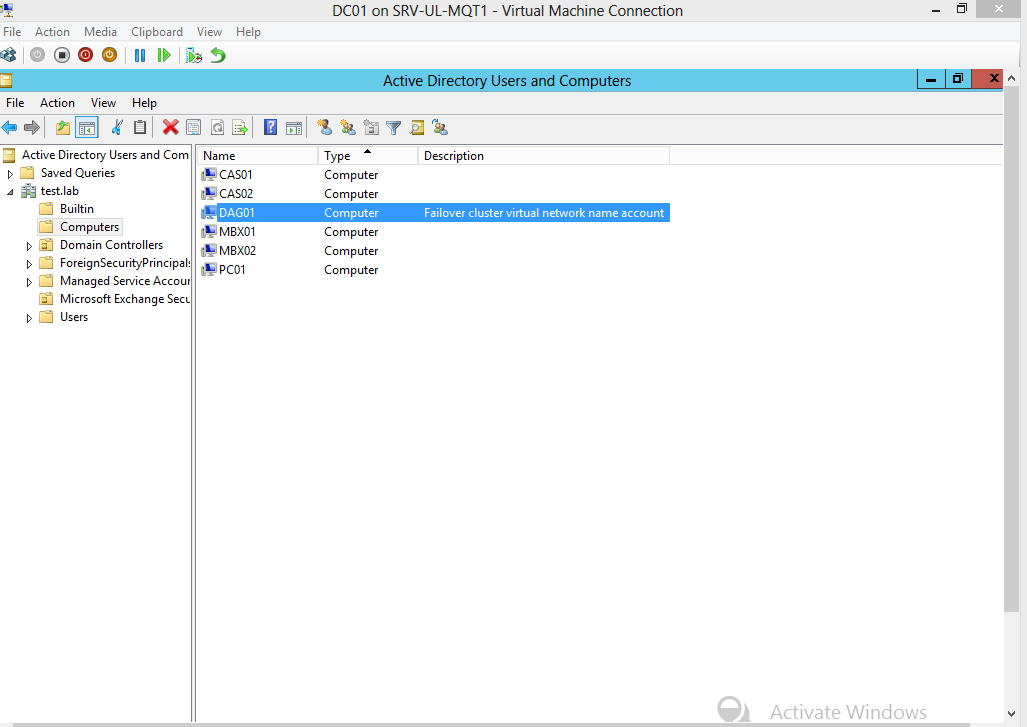 DC01 on SRV-UL-MQT1 - Virtual Machine Connection
File Action Media Clipboard View Help
Active Directory Users and Computers
File Action View Help
Active Directory Users and Com
Saved Queries
test.lab
Builtin
Computers
Domain Controllers
ForeignSecurityPrincipals
Managed Service Accour
Microsoft Exchange Secu
Users
Name Type Description
CAS01 Computer
CAS02 Computer
DAG01 Computer Failover cluster virtual network name account
MBX01 Computer
MBX02 Computer
PC01 Computer
Activate Windows